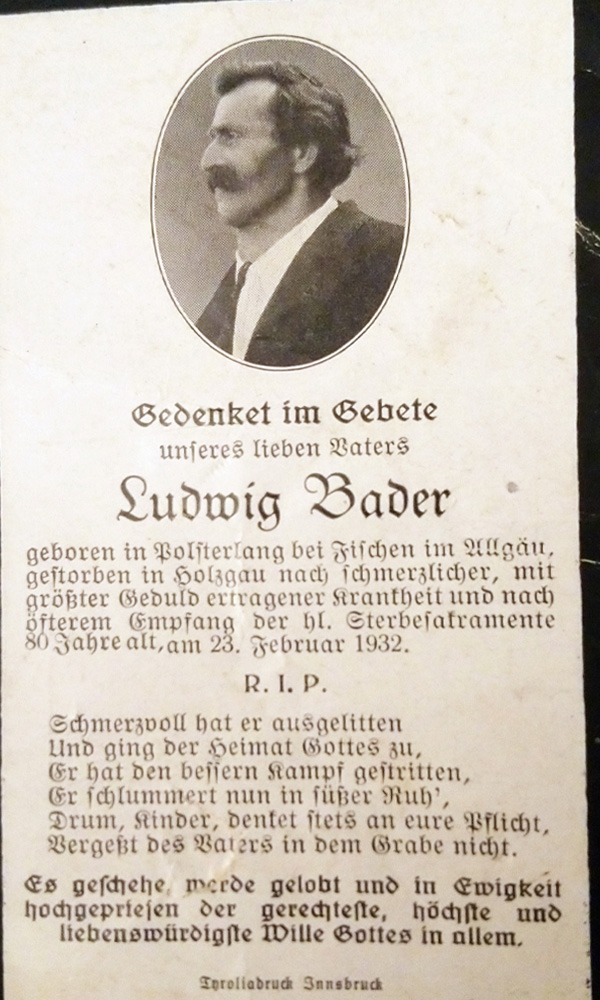 Gedenket im Gebete
unseres lieben Vaters
Ludwig Bader
geboren in Polsterlang bei Fischen im Allgäu,
gestorben in Holzgau nach schmerzlicher, mit
größter Geduld ertragener Krankheit und nach
öfterem Empfang der hl. Sterbesakramente
80 Jahre alt, am 23. Februar 1932.
R. I. P.
Schmerzvoll hat er ausgelitten
Und ging der Heimat Gottes zu,
Er hat den bessern Kampf gestritten,
Er schlummert nun in süßer Ruh',
Drum, Kinder, denket stets an eure Pflicht,
Vergeßt des Vaters in dem Grabe nicht.
Es geschehe, werde gelobt und in Ewigkeit
hochgepriesen der gerechteste, höchste und
liebenswürdigste Wille Gottes in allem.
Tyroliadruck Innsbruck